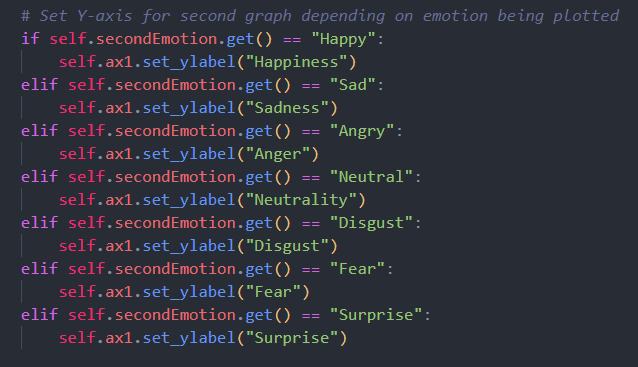 # Set Y-axis for second graph depending on emotion being plotted
if self.secondEmotion.get() == "Happy":
    self.ax1.set_ylabel("Happiness")
elif self.secondEmotion.get() == "Sad":
    self.ax1.set_ylabel("Sadness")
elif self.secondEmotion.get() == "Angry":
    self.ax1.set_ylabel("Anger")
elif self.secondEmotion.get() == "Neutral":
    self.ax1.set_ylabel("Neutrality")
elif self.secondEmotion.get() == "Disgust":
    self.ax1.set_ylabel("Disgust")
elif self.secondEmotion.get() == "Fear":
    self.ax1.set_ylabel("Fear")
elif self.secondEmotion.get() == "Surprise":
    self.ax1.set_ylabel("Surprise")